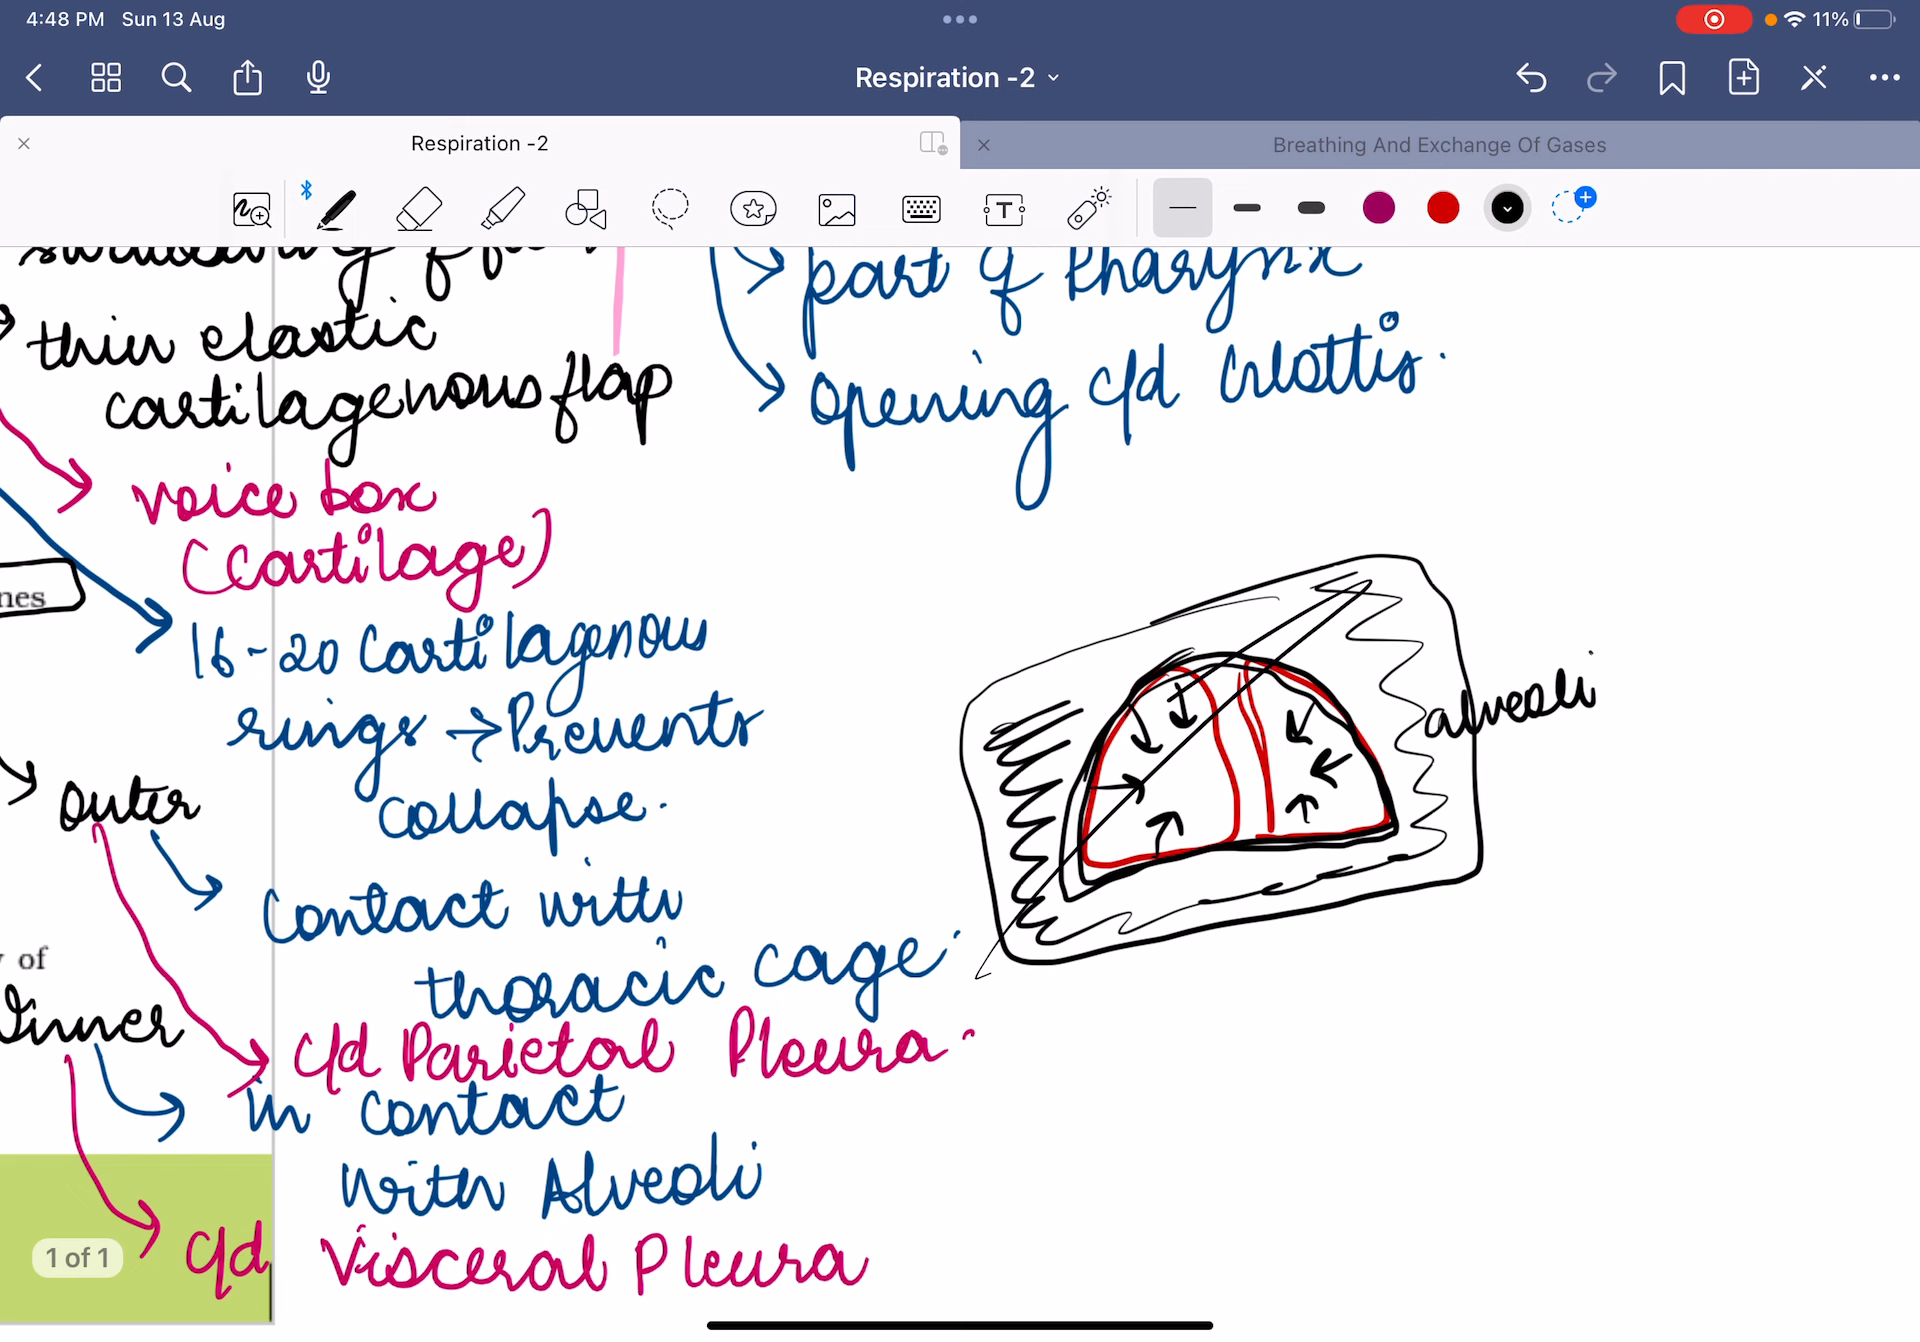 4:48 PM Sun 13 Aug
11%
Respiration -2
Respiration -2
Breathing And Exchange Of Gases
T
part of Pharynx
thin elastic
cartilagenous flap
opening c/d Glottis.
voice box
(Cartilage)
nes
16-20 Cartilagenous
rings → Prevents
collapse.
alveoli
outer
Contact with
thoracic cage.
of
Inner
c/d Parietal Pleura.
in contact
with Alveoli
c/d Visceral Pleura
1 of 1